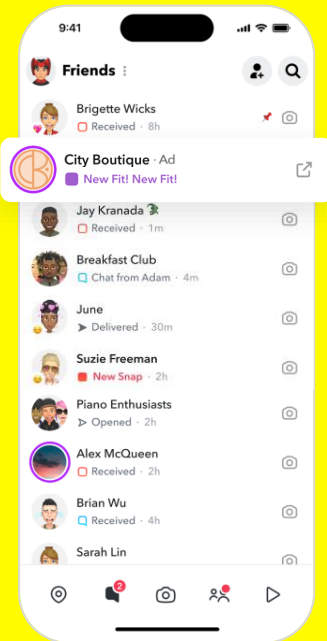 9:41
Friends
Brigette Wicks
Received · 8h
City Boutique · Ad
New Fit! New Fit!
Jay Kranada
Received · 1m
Breakfast Club
Chat from Adam · 4m
June
Delivered · 30m
Suzie Freeman
New Snap · 2h
Piano Enthusiasts
Opened · 2h
Alex McQueen
Received · 2h
Brian Wu
Received · 4h
Sarah Lin
2